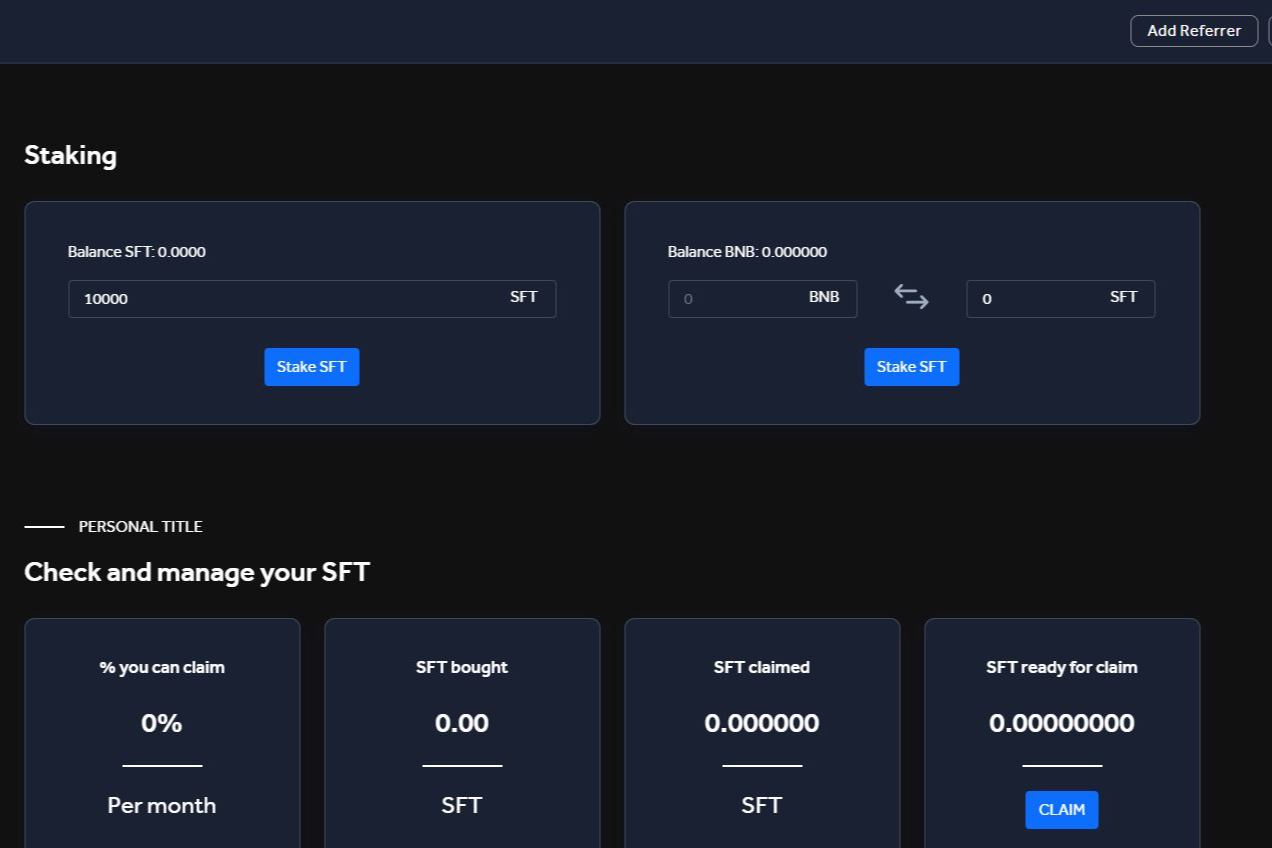 Add Referrer
Staking
Balance SFT: 0.0000
10000 SFT
Stake SFT
Balance BNB: 0.000000
0 BNB 0 SFT
Stake SFT
PERSONAL TITLE
Check and manage your SFT
% you can claim
0%
Per month
SFT bought
0.00
SFT
SFT claimed
0.000000
SFT
SFT ready for claim
0.00000000
CLAIM